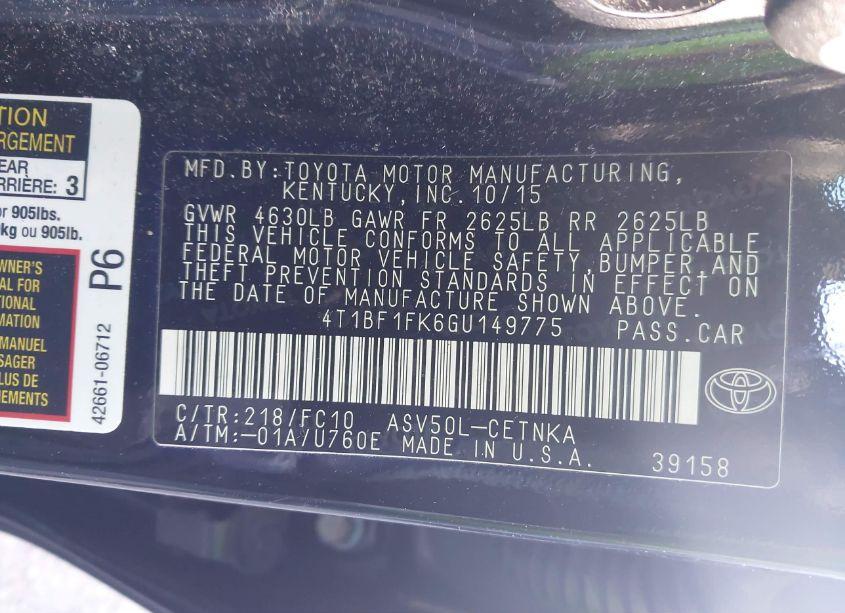 TION
RGEMENT
EAR
RRIÈRE: 3
or 905lbs.
kg ou 905lb.
WNER'S
AL FOR
TIONAL
MATION
MANUEL
SAGER
LUS DE
NEMENTS
P6
42661-06712
MFD.BY:TOYOTA MOTOR MANUFACTURING,
KENTUCKY,INC.10/15
GVWR 4630LB GAWR FR 2625LB RR 2625LB
THIS VEHICLE CONFORMS TO ALL APPLICABLE
FEDERAL MOTOR VEHICLE SAFETY,BUMPER,AND
THEFT PREVENTION STANDARDS IN EFFECT ON
THE DATE OF MANUFACTURE SHOWN ABOVE.
4T1BF1FK6GU149775 PASS.CAR
C/TR:218/FC10 ASV50L-CETNKA
A/TM:-01A/U760E MADE IN U.S.A. 39158